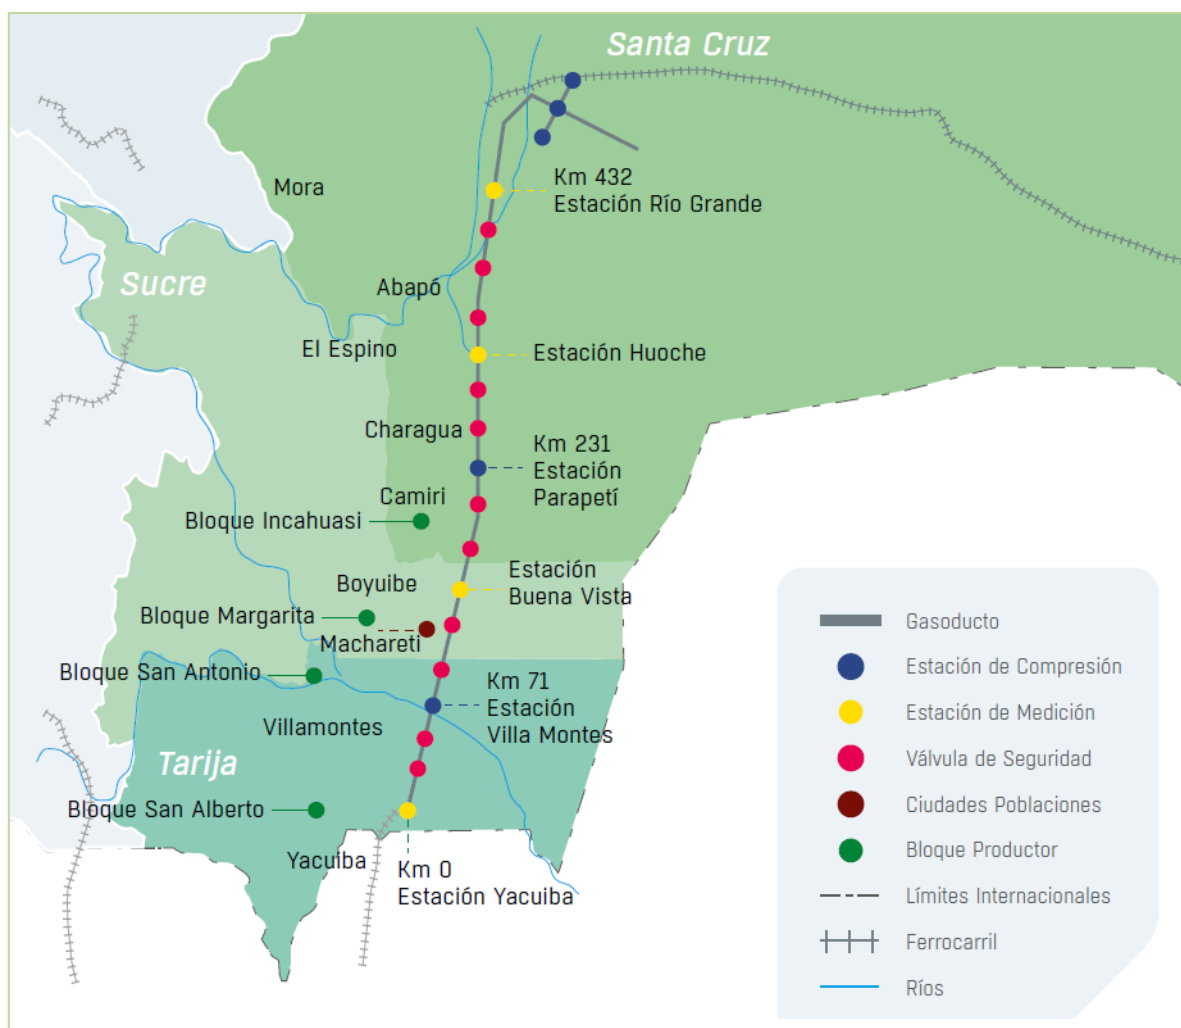 Santa Cruz
Km 432
Estación Río Grande
Mora
Sucre
Abapó
El Espino
Estación Huoche
Charagua
Km 231
Estación
Parapetí
Camiri
Bloque Incahuasi
Estación
Buena Vista
Boyuibe
Bloque Margarita
Machareti
Bloque San Antonio
Km 71
Estación
Villa Montes
Villamontes
Tarija
Bloque San Alberto
Yacuiba
Km 0
Estación Yacuiba
Gasoducto
Estación de Compresión
Estación de Medición
Válvula de Seguridad
Ciudades Poblaciones
Bloque Productor
Límites Internacionales
Ferrocarril
Ríos